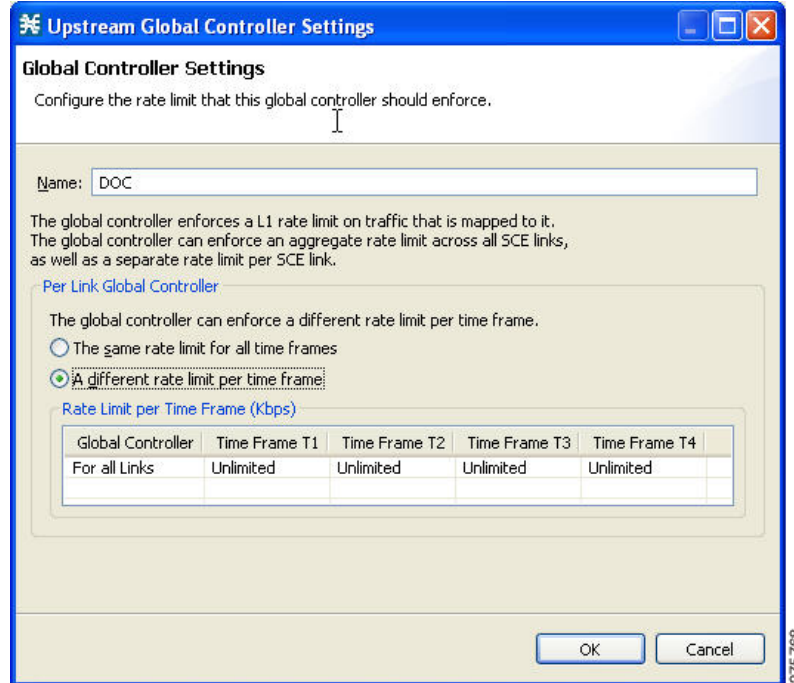 Upstream Global Controller Settings
Global Controller Settings
Configure the rate limit that this global controller should enforce.
Name: DOC
The global controller enforces a L1 rate limit on traffic that is mapped to it.
The global controller can enforce an aggregate rate limit across all SCE links,
as well as a separate rate limit per SCE link.
Per Link Global Controller
The global controller can enforce a different rate limit per time frame.
The same rate limit for all time frames
A different rate limit per time frame
Rate Limit per Time Frame (Kbps)
Global Controller Time Frame T1 Time Frame T2 Time Frame T3 Time Frame T4
For all Links Unlimited Unlimited Unlimited Unlimited
OK Cancel